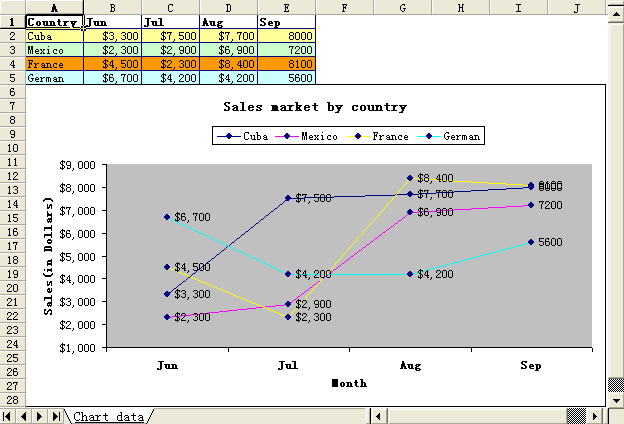 A B C D E F G H I J
1 Country Jun Jul Aug Sep
2 Cuba $3,300 $7,500 $7,700 8000
3 Mexico $2,300 $2,900 $6,900 7200
4 France $4,500 $2,300 $8,400 8100
5 German $6,700 $4,200 $4,200 5600
6
7 Sales market by country
8
9 Cuba Mexico France German
10
11 $9,000
12 $8,400 8100
13 $8,000 $7,500 $7,700 8000
14 $7,000 $6,900 7200
15 $6,700
16 $6,000
17 5600
18 $5,000
19 $4,500 $4,200 $4,200
20 $4,000
21 $3,300
22 $3,000 $2,900
23 $2,300 $2,300
24 $2,000
25 $1,000
26 Jun Jul Aug Sep
27 Month
28
Sales(in Dollars)
Chart data